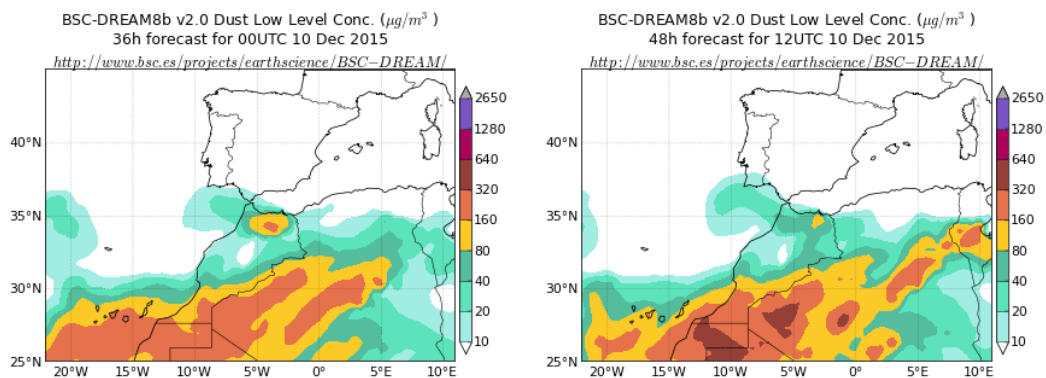 BSC-DREAM8b v2.0 Dust Low Level Conc. (μg/m³ )
36h forecast for 00UTC 10 Dec 2015
http://www.bsc.es/projects/earthscience/BSC−DREAM/
40°N
35°N
30°N
25°N
20°W
15°W
10°W
5°W
0°
5°E
10°E
2650
1280
640
320
160
80
40
20
10
BSC-DREAM8b v2.0 Dust Low Level Conc. (μg/m³ )
48h forecast for 12UTC 10 Dec 2015
http://www.bsc.es/projects/earthscience/BSC−DREAM/
40°N
35°N
30°N
25°N
20°W
15°W
10°W
5°W
0°
5°E
10°E
2650
1280
640
320
160
80
40
20
10